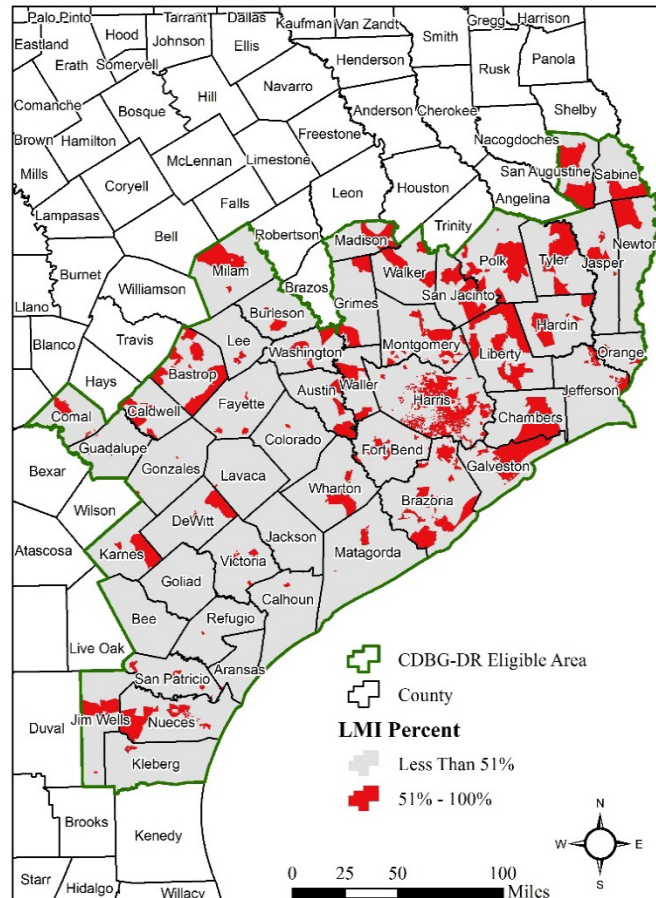 Palo Pinto
Tarrant
Dallas
Kaufman
Van Zandt
Gregg
Harrison
Hood
Johnson
Ellis
Smith
Eastland
Erath
Somervell
Henderson
Rusk
Panola
Navarro
Comanche
Bosque
Hill
Anderson
Cherokee
Shelby
Freestone
Brown
Hamilton
Nacogdoches
McLennan
Limestone
Mills
San Augustine
Sabine
Coryell
Leon
Houston
Angelina
Lampasas
Falls
Trinity
Bell
Robertson
Madison
Newton
Milam
Walker
Polk
Tyler
Jasper
Burnet
Brazos
Williamson
Grimes
San Jacinto
Llano
Burleson
Hardin
Travis
Lee
Washington
Montgomery
Liberty
Blanco
Orange
Hays
Bastrop
Austin
Waller
Harris
Jefferson
Comal
Caldwell
Fayette
Chambers
Colorado
Guadalupe
Fort Bend
Bexar
Gonzales
Lavaca
Galveston
Wharton
Wilson
Brazoria
DeWitt
Jackson
Atascosa
Karnes
Matagorda
Victoria
Goliad
Calhoun
Bee
Refugio
Live Oak
Aransas
San Patricio
Duval
Jim Wells
Nueces
Kleberg
Brooks
Kenedy
Starr
Hidalgo
Willacy
CDBG-DR Eligible Area
County
LMI Percent
Less Than 51%
51% - 100%
N
W
E
S
0 25 50 100
Miles